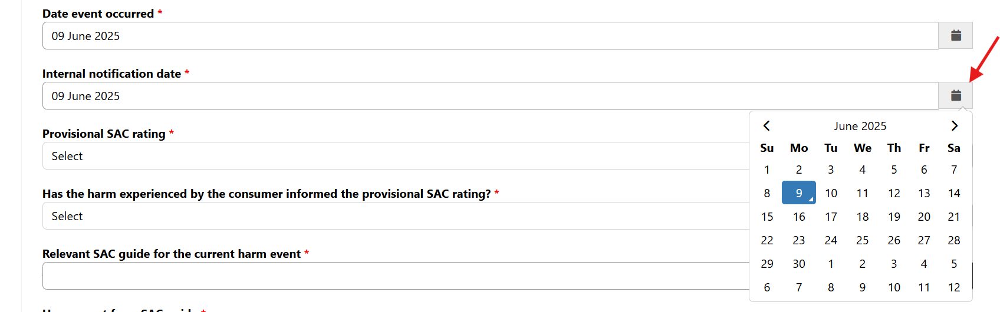 Date event occurred *
09 June 2025
Internal notification date *
09 June 2025
Provisional SAC rating *
Select
Has the harm experienced by the consumer informed the provisional SAC rating? *
Select
Relevant SAC guide for the current harm event *
June 2025
Su Mo Tu We Th Fr Sa
1 2 3 4 5 6 7
8 9 10 11 12 13 14
15 16 17 18 19 20 21
22 23 24 25 26 27 28
29 30 1 2 3 4 5
6 7 8 9 10 11 12